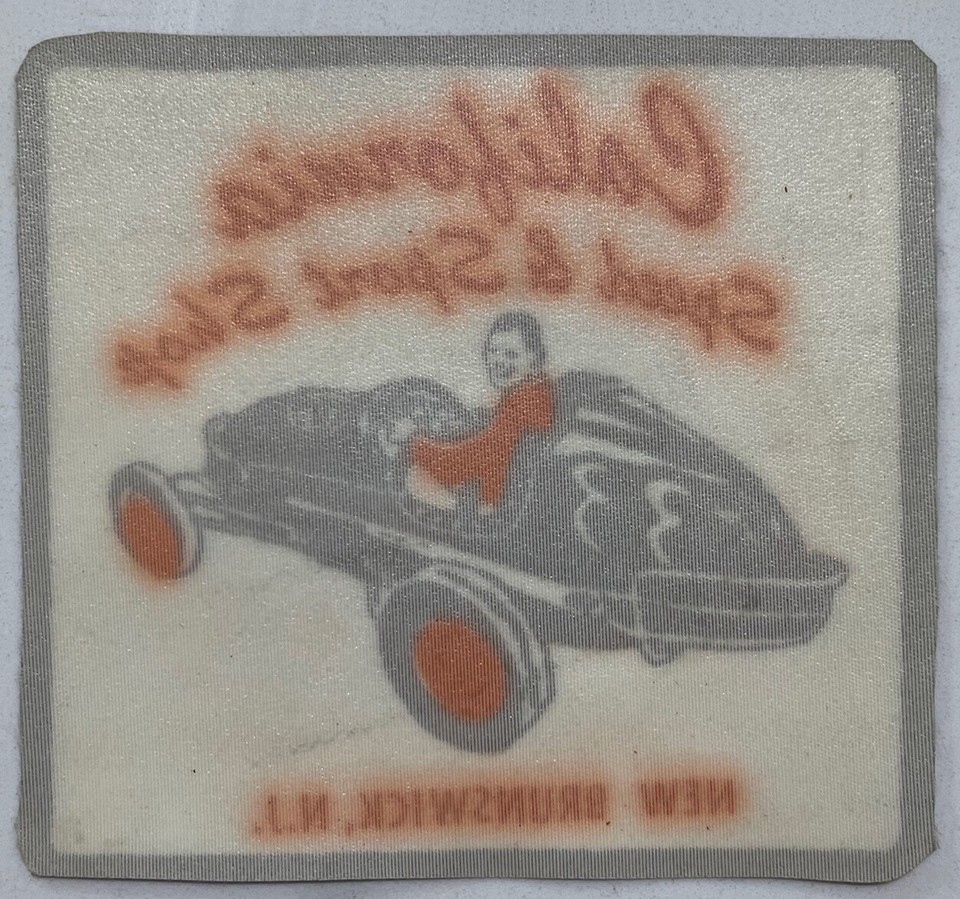 California
Speed & Sport Shop
NEW BRUNSWICK, N.J.